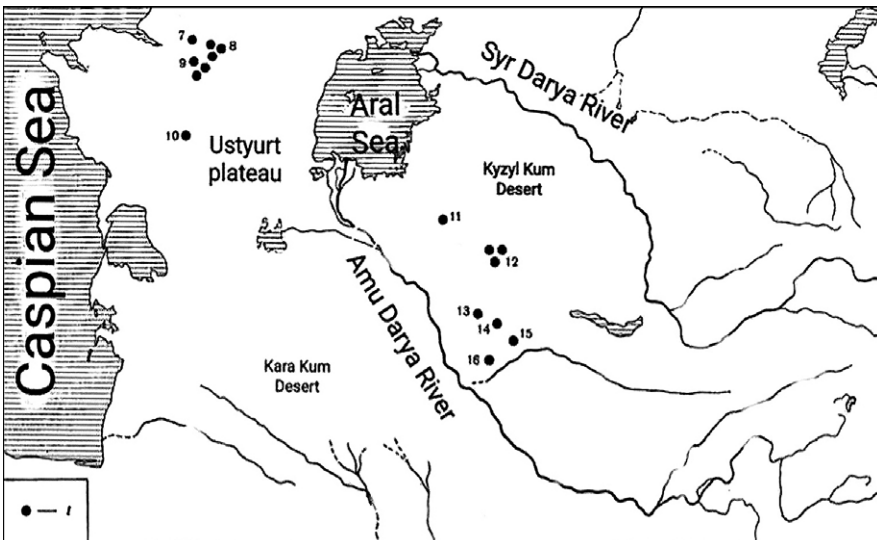 7
8
9
10
Caspian Sea
Ustyurt
plateau
Aral
Sea
Syr Darya River
Kyzyl Kum
Desert
11
12
13
14
15
16
Amu Darya River
Kara Kum
Desert
— 1